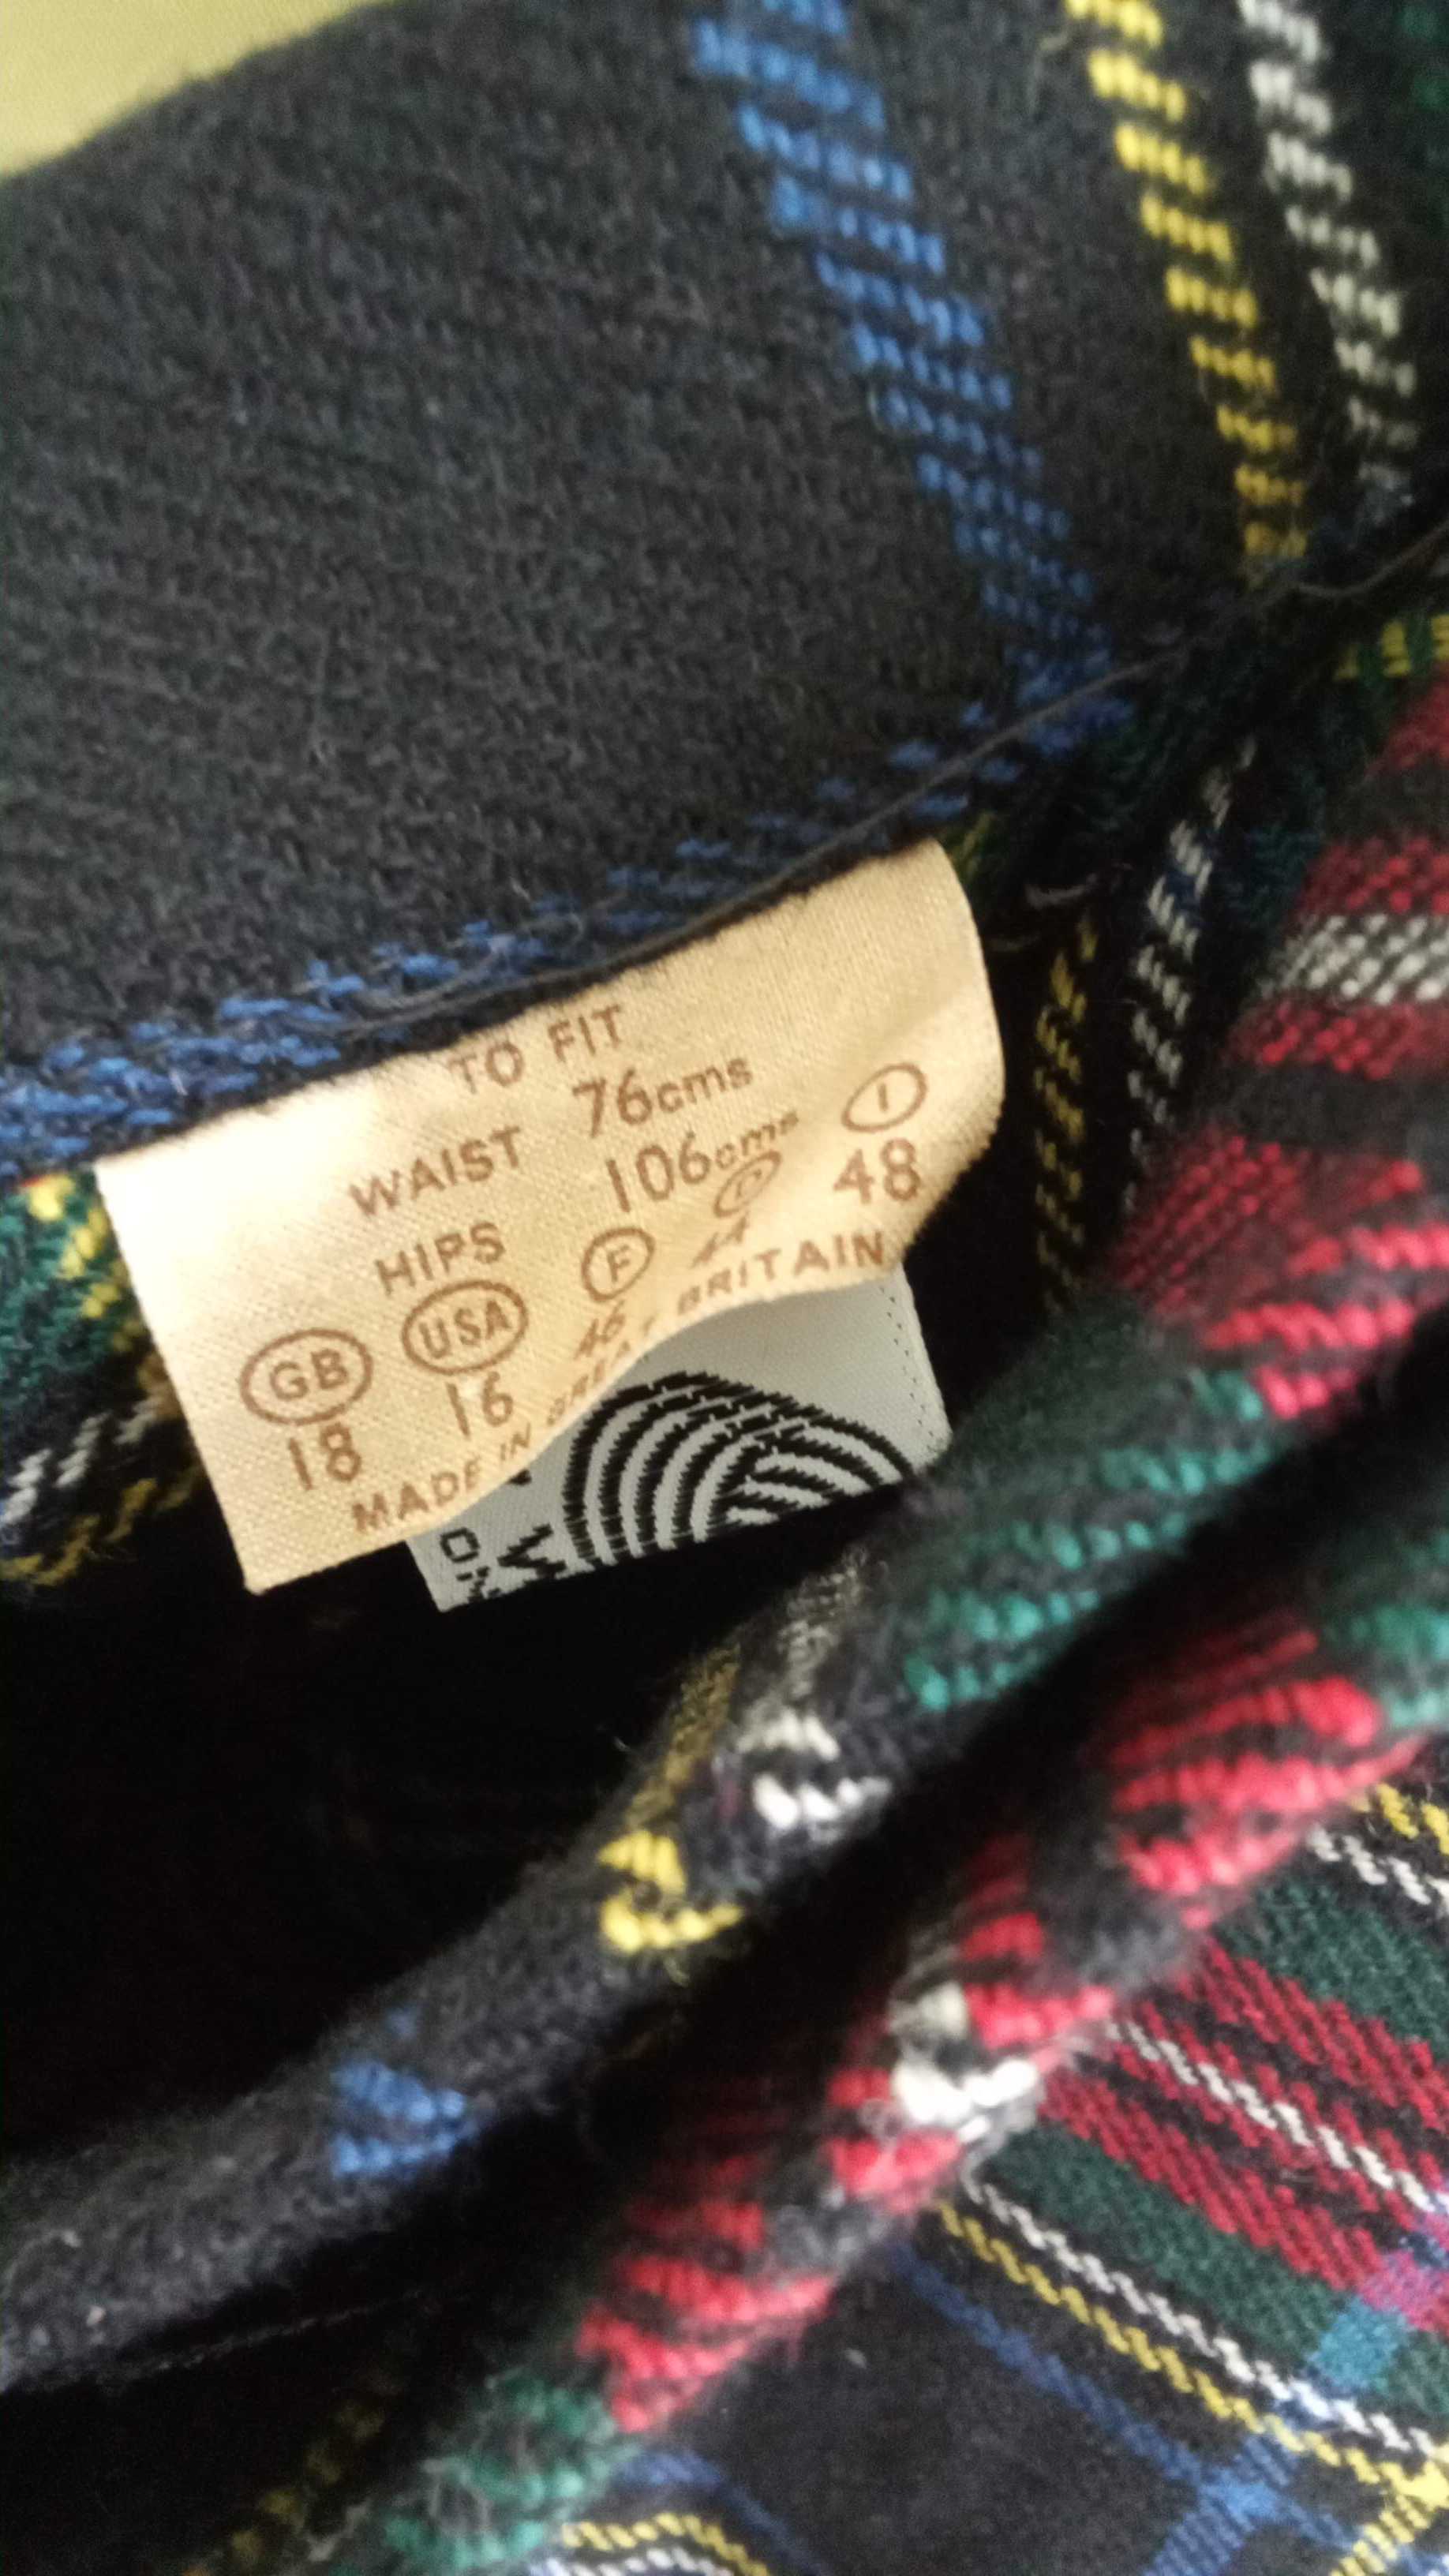 TO FIT
WAIST 76cms
HIPS 106cms
GB USA F D I
18 16 46 44 48
MADE IN GREAT BRITAIN